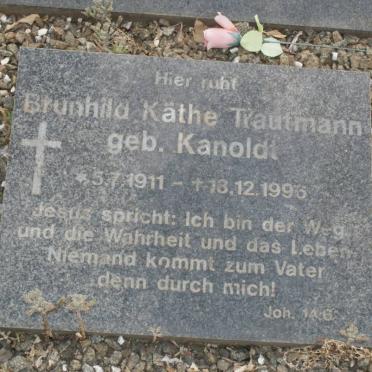 Hier ruht
Brunhild Käthe Trautmann
geb. Kanoldt
*5.7.1911 – †18.12.1996
Jesus spricht: Ich bin der Weg
und die Wahrheit und das Leben
Niemand kommt zum Vater
denn durch mich!
Joh. 14.6.